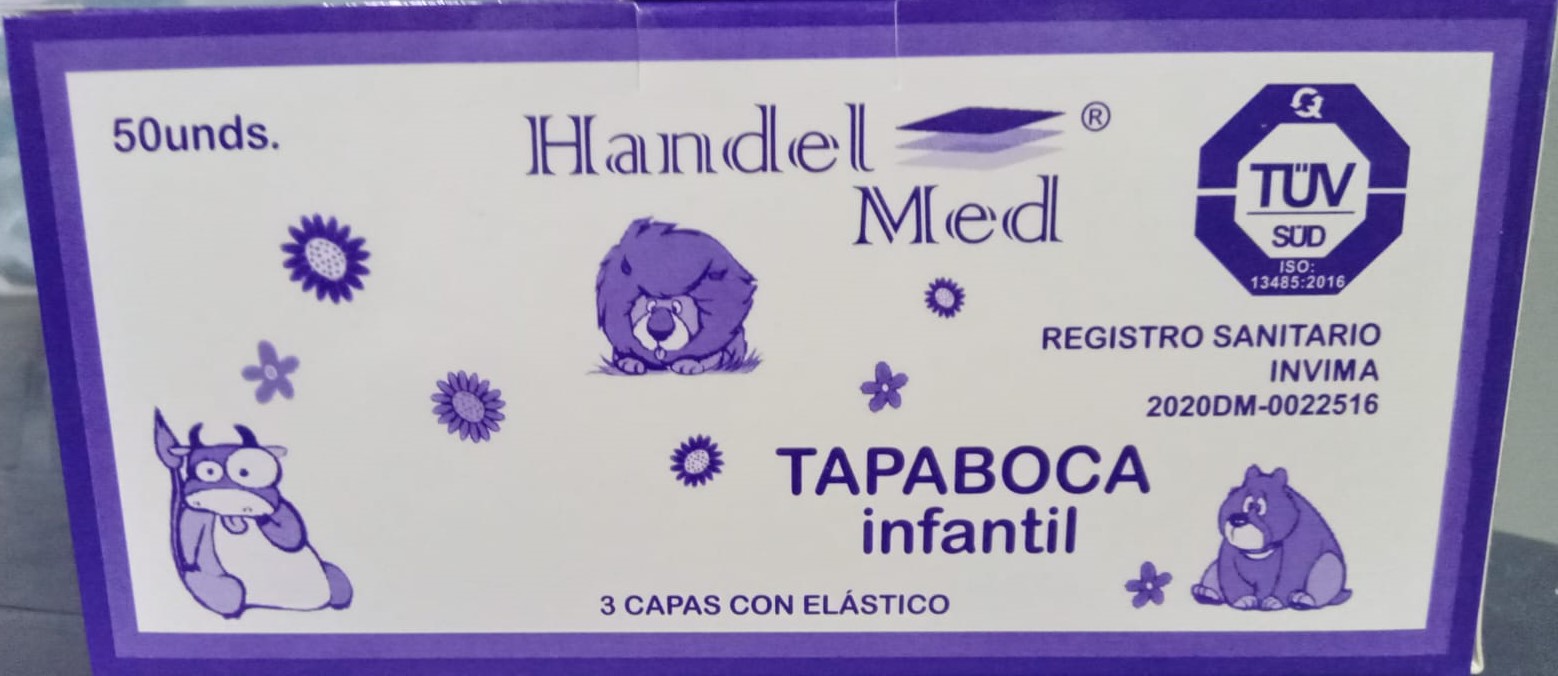 50unds.
Handel
Med
®
TÜV
SÜD
ISO:
13485:2016
REGISTRO SANITARIO
INVIMA
2020DM-0022516
TAPABOCA
infantil
3 CAPAS CON ELÁSTICO